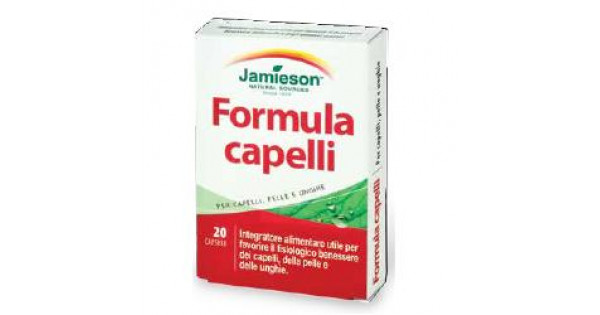 Jamieson
NATURAL SOURCES
Formula
capelli
PER CAPELLI, PELLE E UNGHIE
20
CAPSULE
Integratore alimentare utile per
favorire il fisiologico benessere
dei capelli, della pelle e
delle unghie.
Formula capelli
Per capelli, pelle e unghie